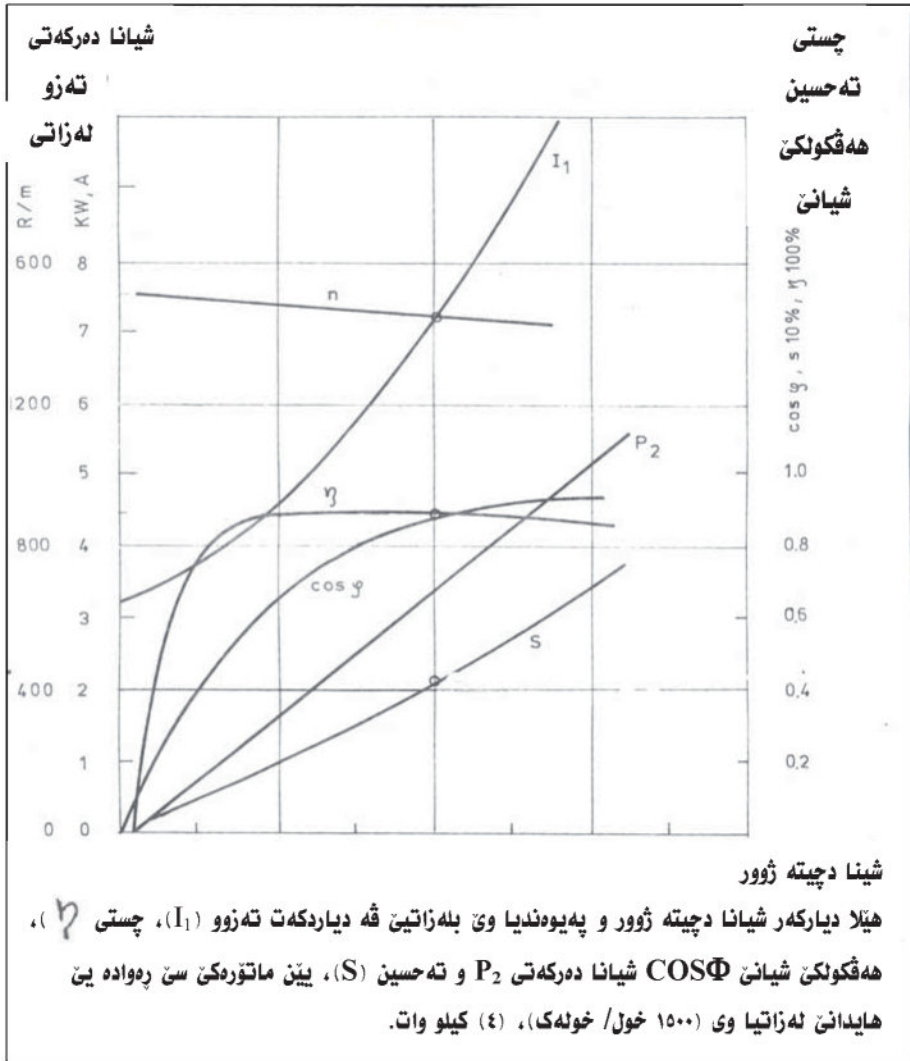 شیانا دەرکەتی
تەزو
لەزاتی
چستی
تەحسین
هەڤکولکێ
شیانێ
R/m
KW, A
cos φ, s 10%, η 100%
I₁
600 8
n
7
1200 6
P₂
5 1.0
η
800 4 0.8
cos φ
3 0.6
S
400 2 0.4
1 0.2
0 0
شینا دچیتە ژوور
هێلا دیارکەر شیانا دچیتە ژوور و پەیوەندیا وێ بلەزاتیێ ڤە دیاردکەت تەزوو (I₁)، چستی η)،
هەڤکولکێ شیانێ COSΦ شیانا دەرکەتی P₂ و تەحسین (S)، یێن ماتۆرەکێ سێ ڕەوادە یێ
هایدانێ لەزاتیا وی (١٥٠٠ خول/ خولەک)، (٤) کیلو وات.